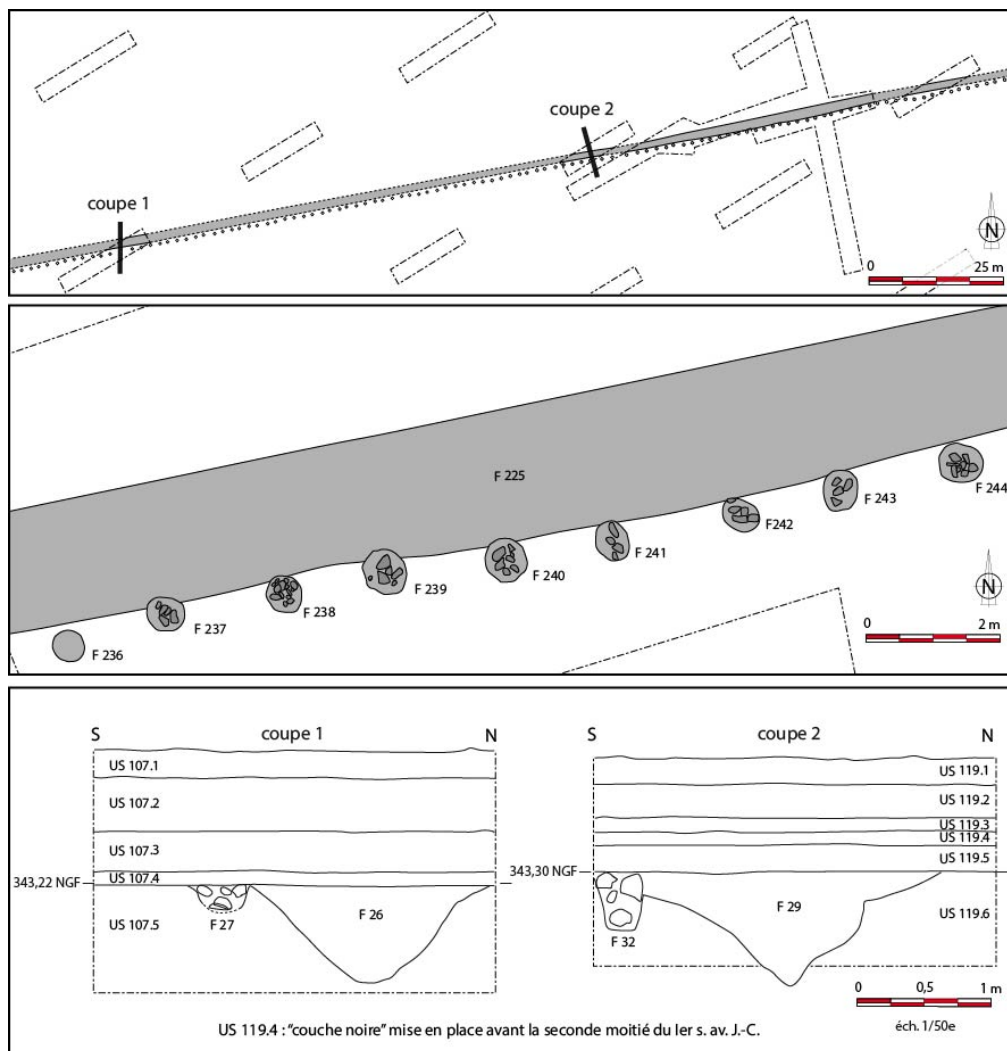 coupe 2
coupe 1
N
0 25 m
F 225
F 244
F 243
F242
F 241
F 240
F 239
F 238
F 237
F 236
N
0 2 m
S coupe 1 N
US 107.1
US 107.2
US 107.3
343,22 NGF US 107.4
US 107.5
F 27
F 26
S coupe 2 N
US 119.1
US 119.2
US 119.3
US 119.4
US 119.5
343,30 NGF
US 119.6
F 29
F 32
0 0,5 1 m
éch. 1/50e
US 119.4 : "couche noire" mise en place avant la seconde moitié du Ier s. av. J.-C.